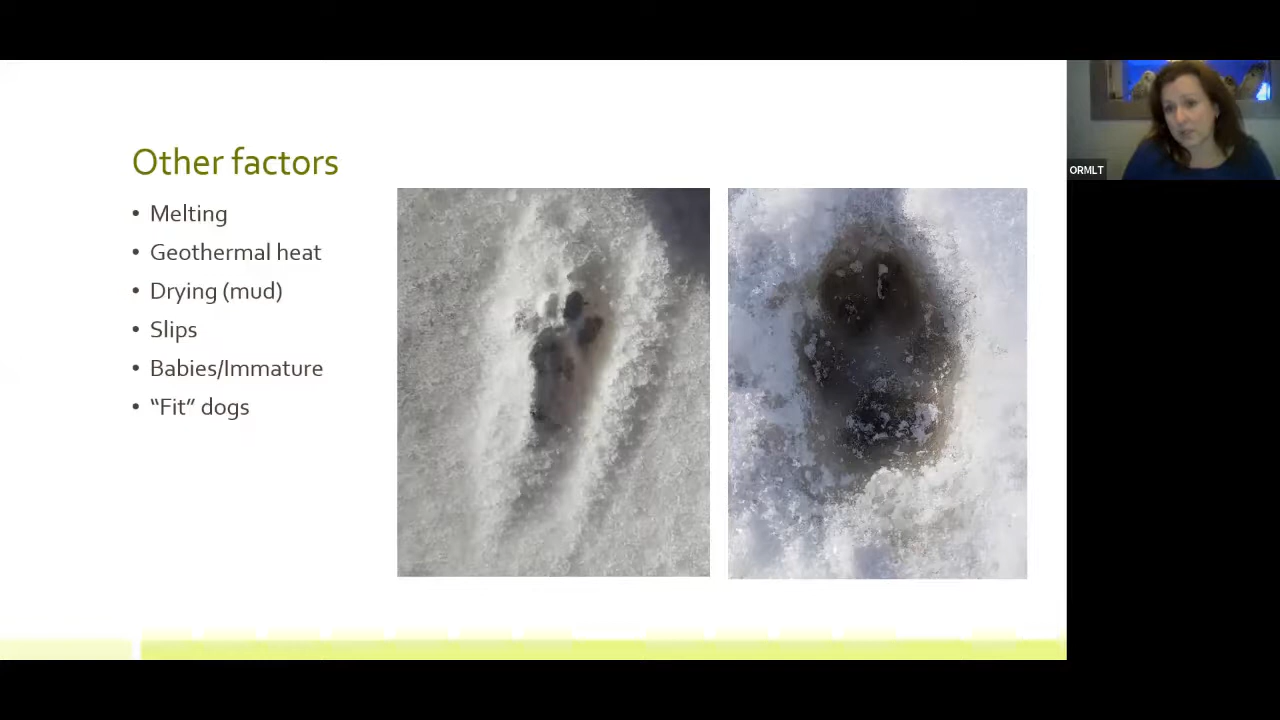 Other factors
• Melting
• Geothermal heat
• Drying (mud)
• Slips
• Babies/Immature
• “Fit” dogs
ORMLT